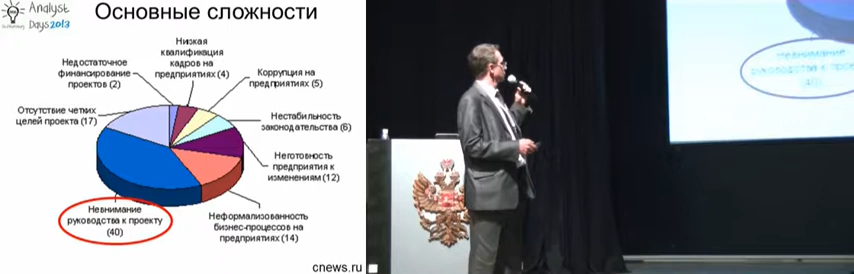 Analyst
Days 2013
Основные сложности
Низкая
квалификация
кадров на
предприятиях (4)
Недостаточное
финансирование
проектов (2)
Коррупция на
предприятиях (5)
Отсутствие четких
целей проекта (17)
Нестабильность
законодательства (6)
Неготовность
предприятия к
изменениям (12)
Невнимание
руководства к проекту
(40)
Неформализованность
бизнес-процессов на
предприятиях (14)
cnews.ru
Невнимание
руководства к прое
(40)